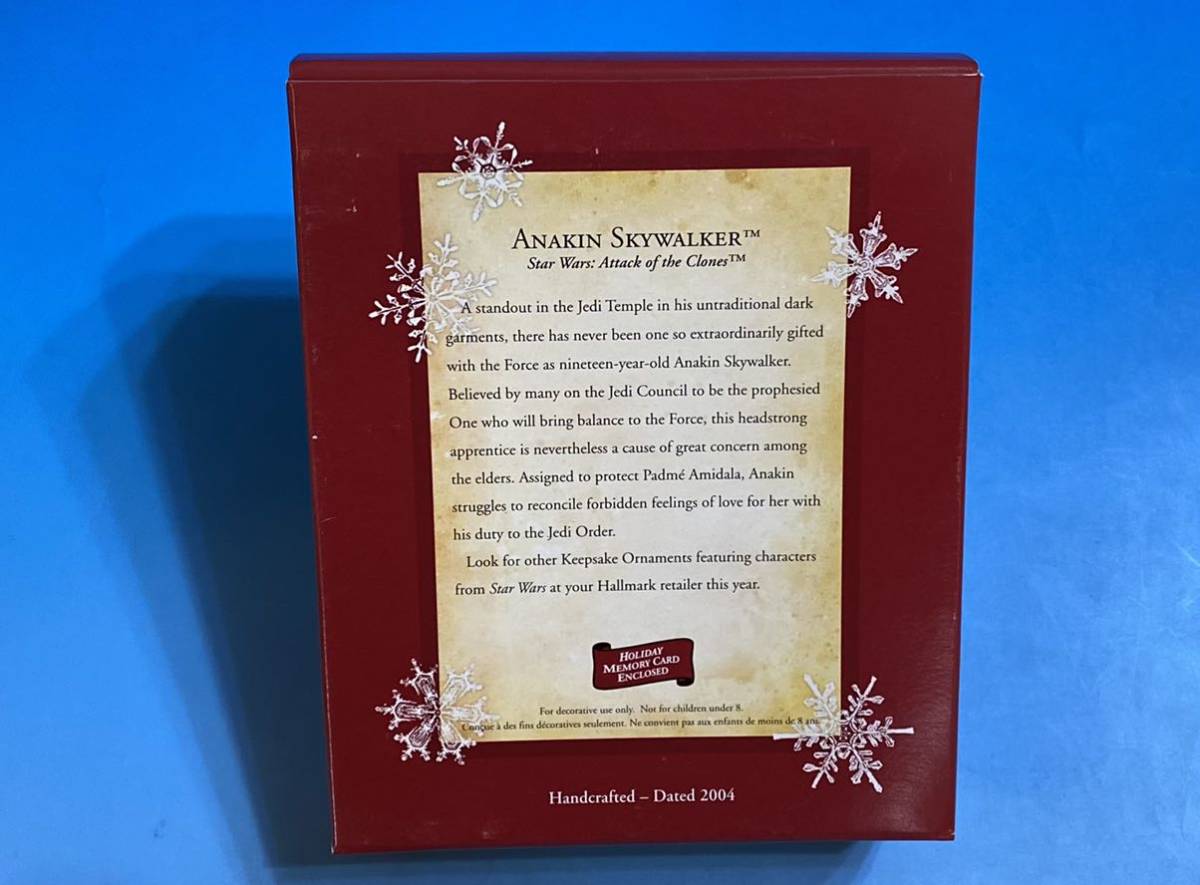 ANAKIN SKYWALKER™
Star Wars: Attack of the Clones™
A standout in the Jedi Temple in his untraditional dark
garments, there has never been one so extraordinarily gifted
with the Force as nineteen-year-old Anakin Skywalker.
Believed by many on the Jedi Council to be the prophesied
One who will bring balance to the Force, this headstrong
apprentice is nevertheless a cause of great concern among
the elders. Assigned to protect Padmé Amidala, Anakin
struggles to reconcile forbidden feelings of love for her with
his duty to the Jedi Order.
Look for other Keepsake Ornaments featuring characters
from Star Wars at your Hallmark retailer this year.
HOLIDAY
MEMORY CARD
ENCLOSED
For decorative use only. Not for children under 8.
Conçue à des fins décoratives seulement. Ne convient pas aux enfants de moins de 8 ans.
Handcrafted – Dated 2004